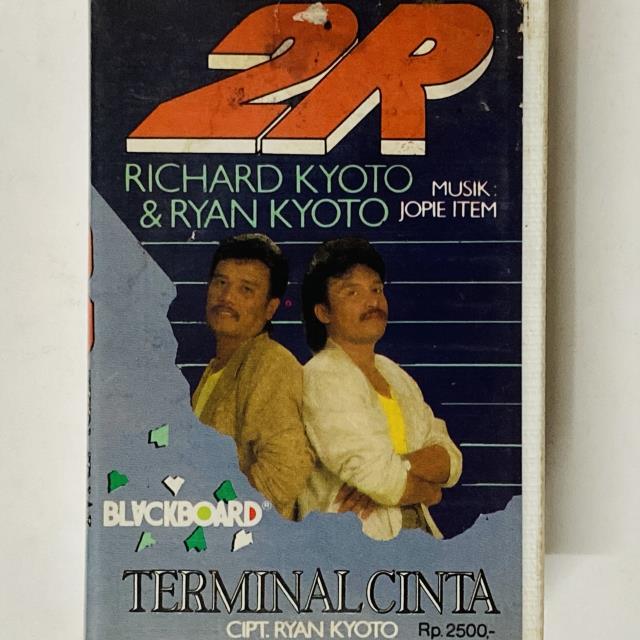 2R
RICHARD KYOTO
& RYAN KYOTO
MUSIK:
JOPIE ITEM
BLACKBOARD®
TERMINAL CINTA
CIPT. RYAN KYOTO
Rp. 2500,-